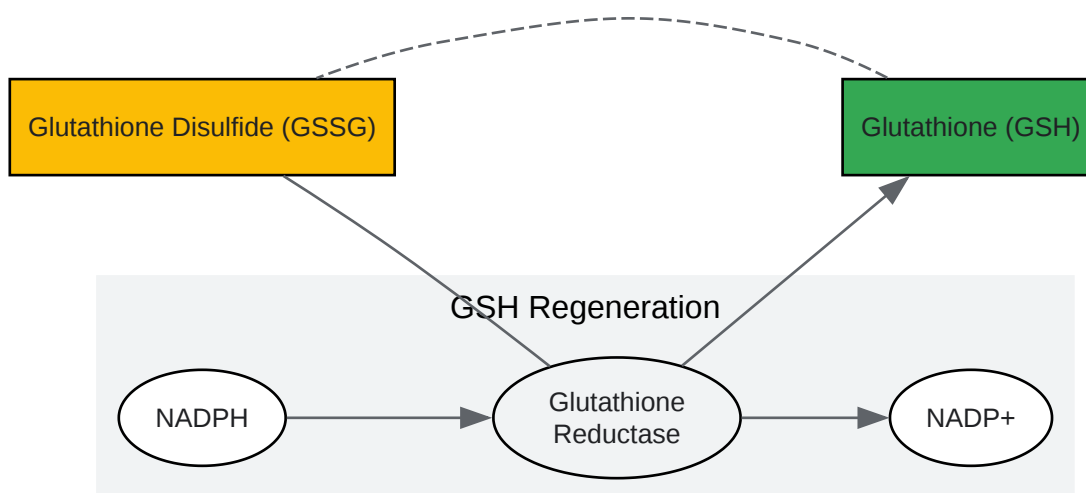 Glutathione Disulfide (GSSG)
Glutathione (GSH)
GSH Regeneration
NADPH
Glutathione
Reductase
NADP+